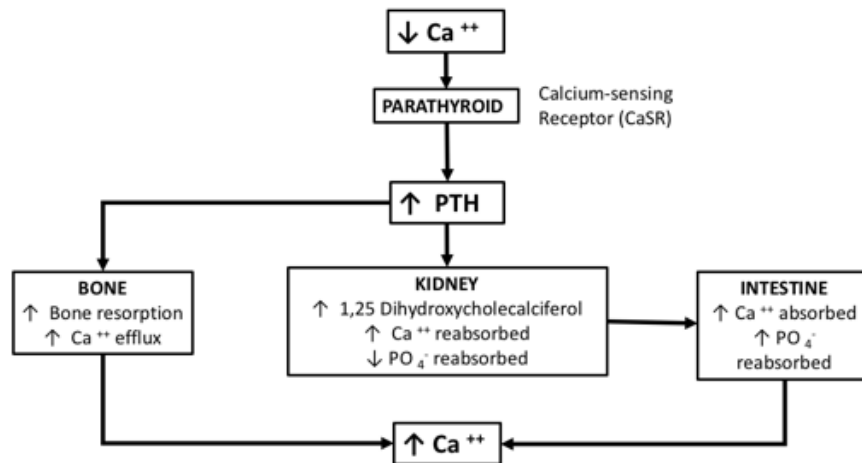 ↓ Ca ++
PARATHYROID
Calcium-sensing
Receptor (CaSR)
↑ PTH
BONE
↑ Bone resorption
↑ Ca ++ efflux
KIDNEY
↑ 1,25 Dihydroxycholecalciferol
↑ Ca ++ reabsorbed
↓ PO 4 - reabsorbed
INTESTINE
↑ Ca ++ absorbed
↑ PO 4 -
reabsorbed
↑ Ca ++